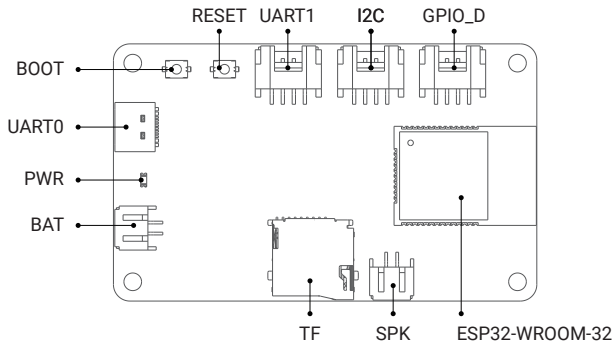 RESET UART1 I2C GPIO_D
BOOT
UART0
PWR
BAT
TF SPK ESP32-WROOM-32